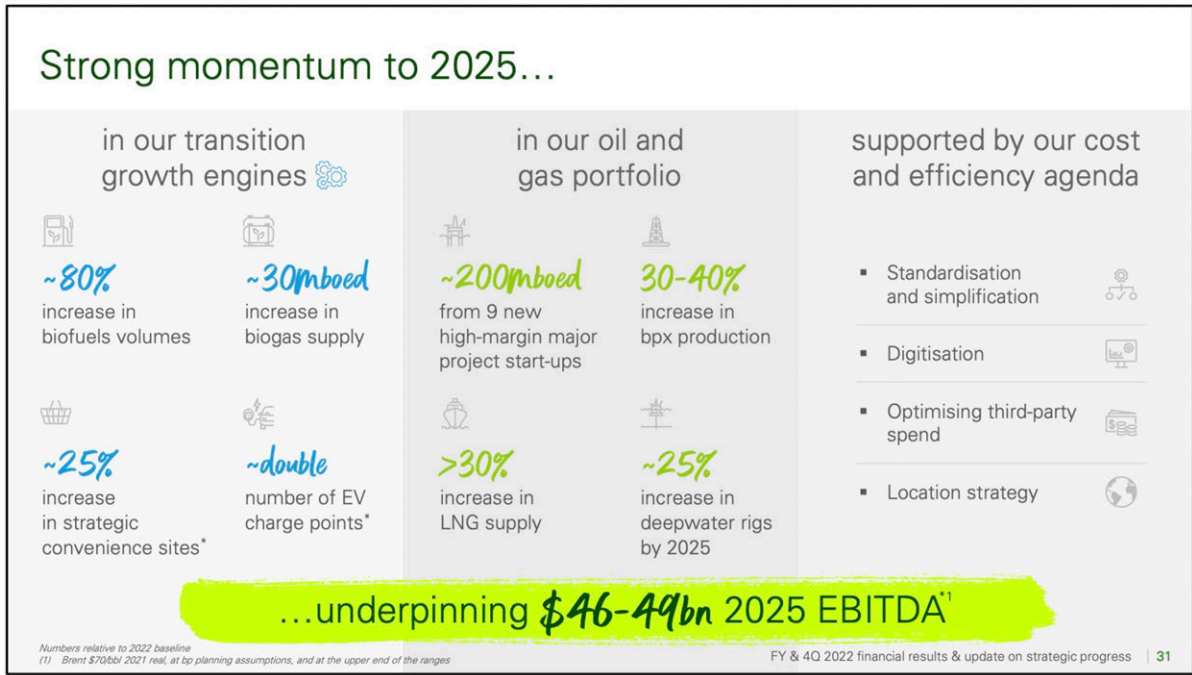 Strong momentum to 2025…
in our transition
growth engines
~80%
increase in
biofuels volumes
~30mboed
increase in
biogas supply
~25%
increase
in strategic
convenience sites*
~double
number of EV
charge points*
in our oil and
gas portfolio
~200mboed
from 9 new
high-margin major
project start-ups
30-40%
increase in
bpx production
>30%
increase in
LNG supply
~25%
increase in
deepwater rigs
by 2025
supported by our cost
and efficiency agenda
▪ Standardisation
and simplification
▪ Digitisation
▪ Optimising third-party
spend
▪ Location strategy
…underpinning $46-49bn 2025 EBITDA*1
Numbers relative to 2022 baseline
(1) Brent $70/bbl 2021 real, at bp planning assumptions, and at the upper end of the ranges
FY & 4Q 2022 financial results & update on strategic progress 31